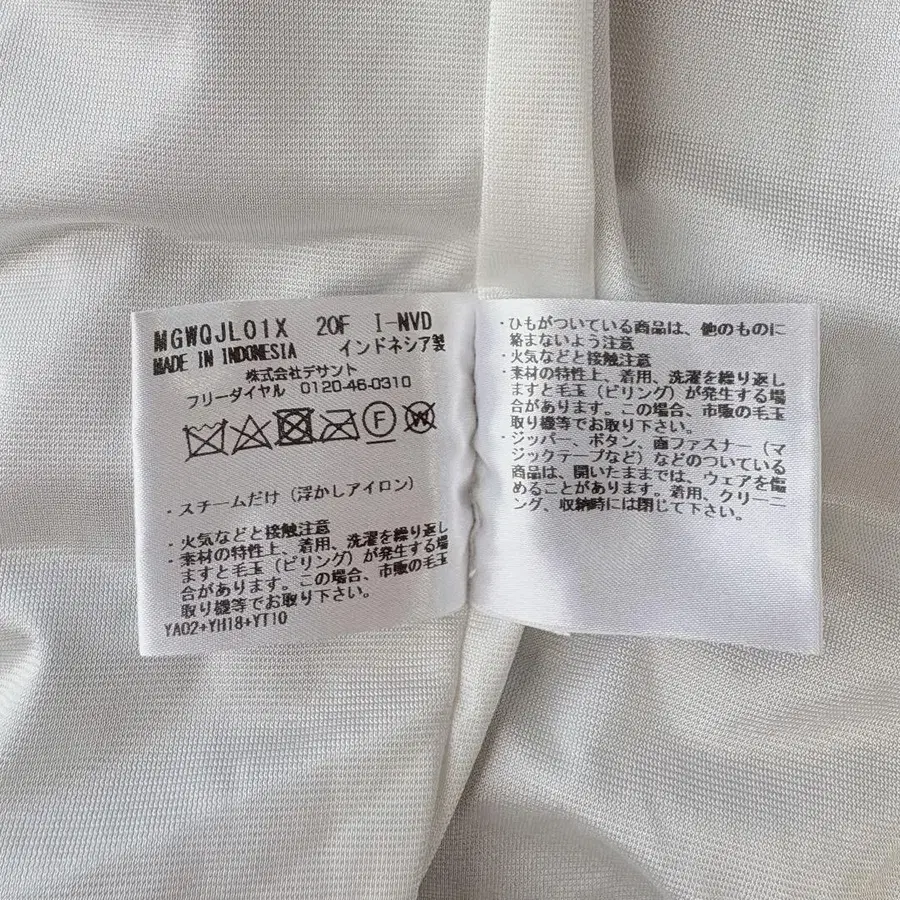 MGWQJL01X 20F I-NVD
MADE IN INDONESIA インドネシア製
株式会社デサント
フリーダイヤル 0120-46-0310
F W
・スチームだけ（浮かしアイロン）
・火気などと接触注意
・素材の特性上、着用、洗濯を繰り返し
ますと毛玉（ピリング）が発生する場
合があります。この場合、市販の毛玉
取り機等でお取り下さい。
YA02+YH18+YT10
・ひもがついている商品は、他のものに
絡まないよう注意
・火気などと接触注意
・素材の特性上、着用、洗濯を繰り返し
ますと毛玉（ピリング）が発生する場
合があります。この場合、市販の毛玉
取り機等でお取り下さい。
・ジッパー、ボタン、面ファスナー（マ
ジックテープなど）などのついている
商品は、開いたままでは、ウェアを傷
めることがあります。着用、クリーニ
ング、収納時には閉じて下さい。